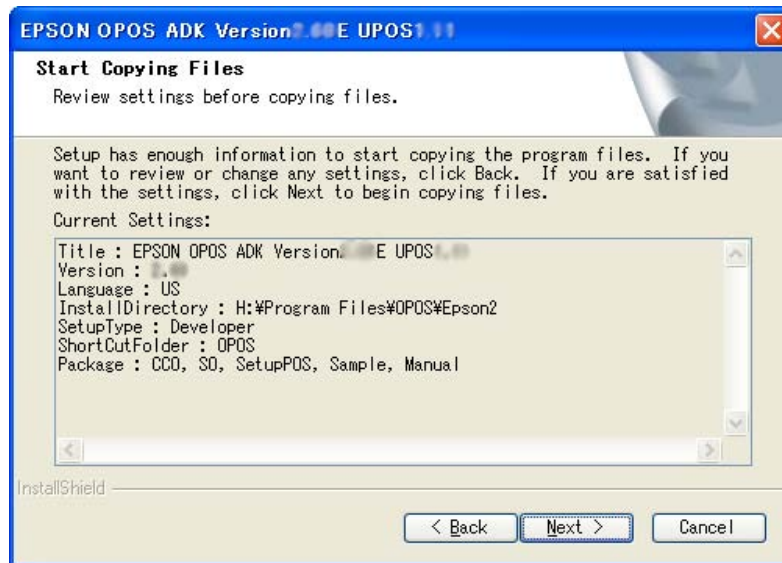 EPSON OPOS ADK Version E UPOS
Start Copying Files
Review settings before copying files.
Setup has enough information to start copying the program files. If you
want to review or change any settings, click Back. If you are satisfied
with the settings, click Next to begin copying files.
Current Settings:
Title : EPSON OPOS ADK Version E UPOS
Version :
Language : US
InstallDirectory : H:¥Program Files¥OPOS¥Epson2
SetupType : Developer
ShortCutFolder : OPOS
Package : CCO, SO, SetupPOS, Sample, Manual
InstallShield
< Back
Next >
Cancel